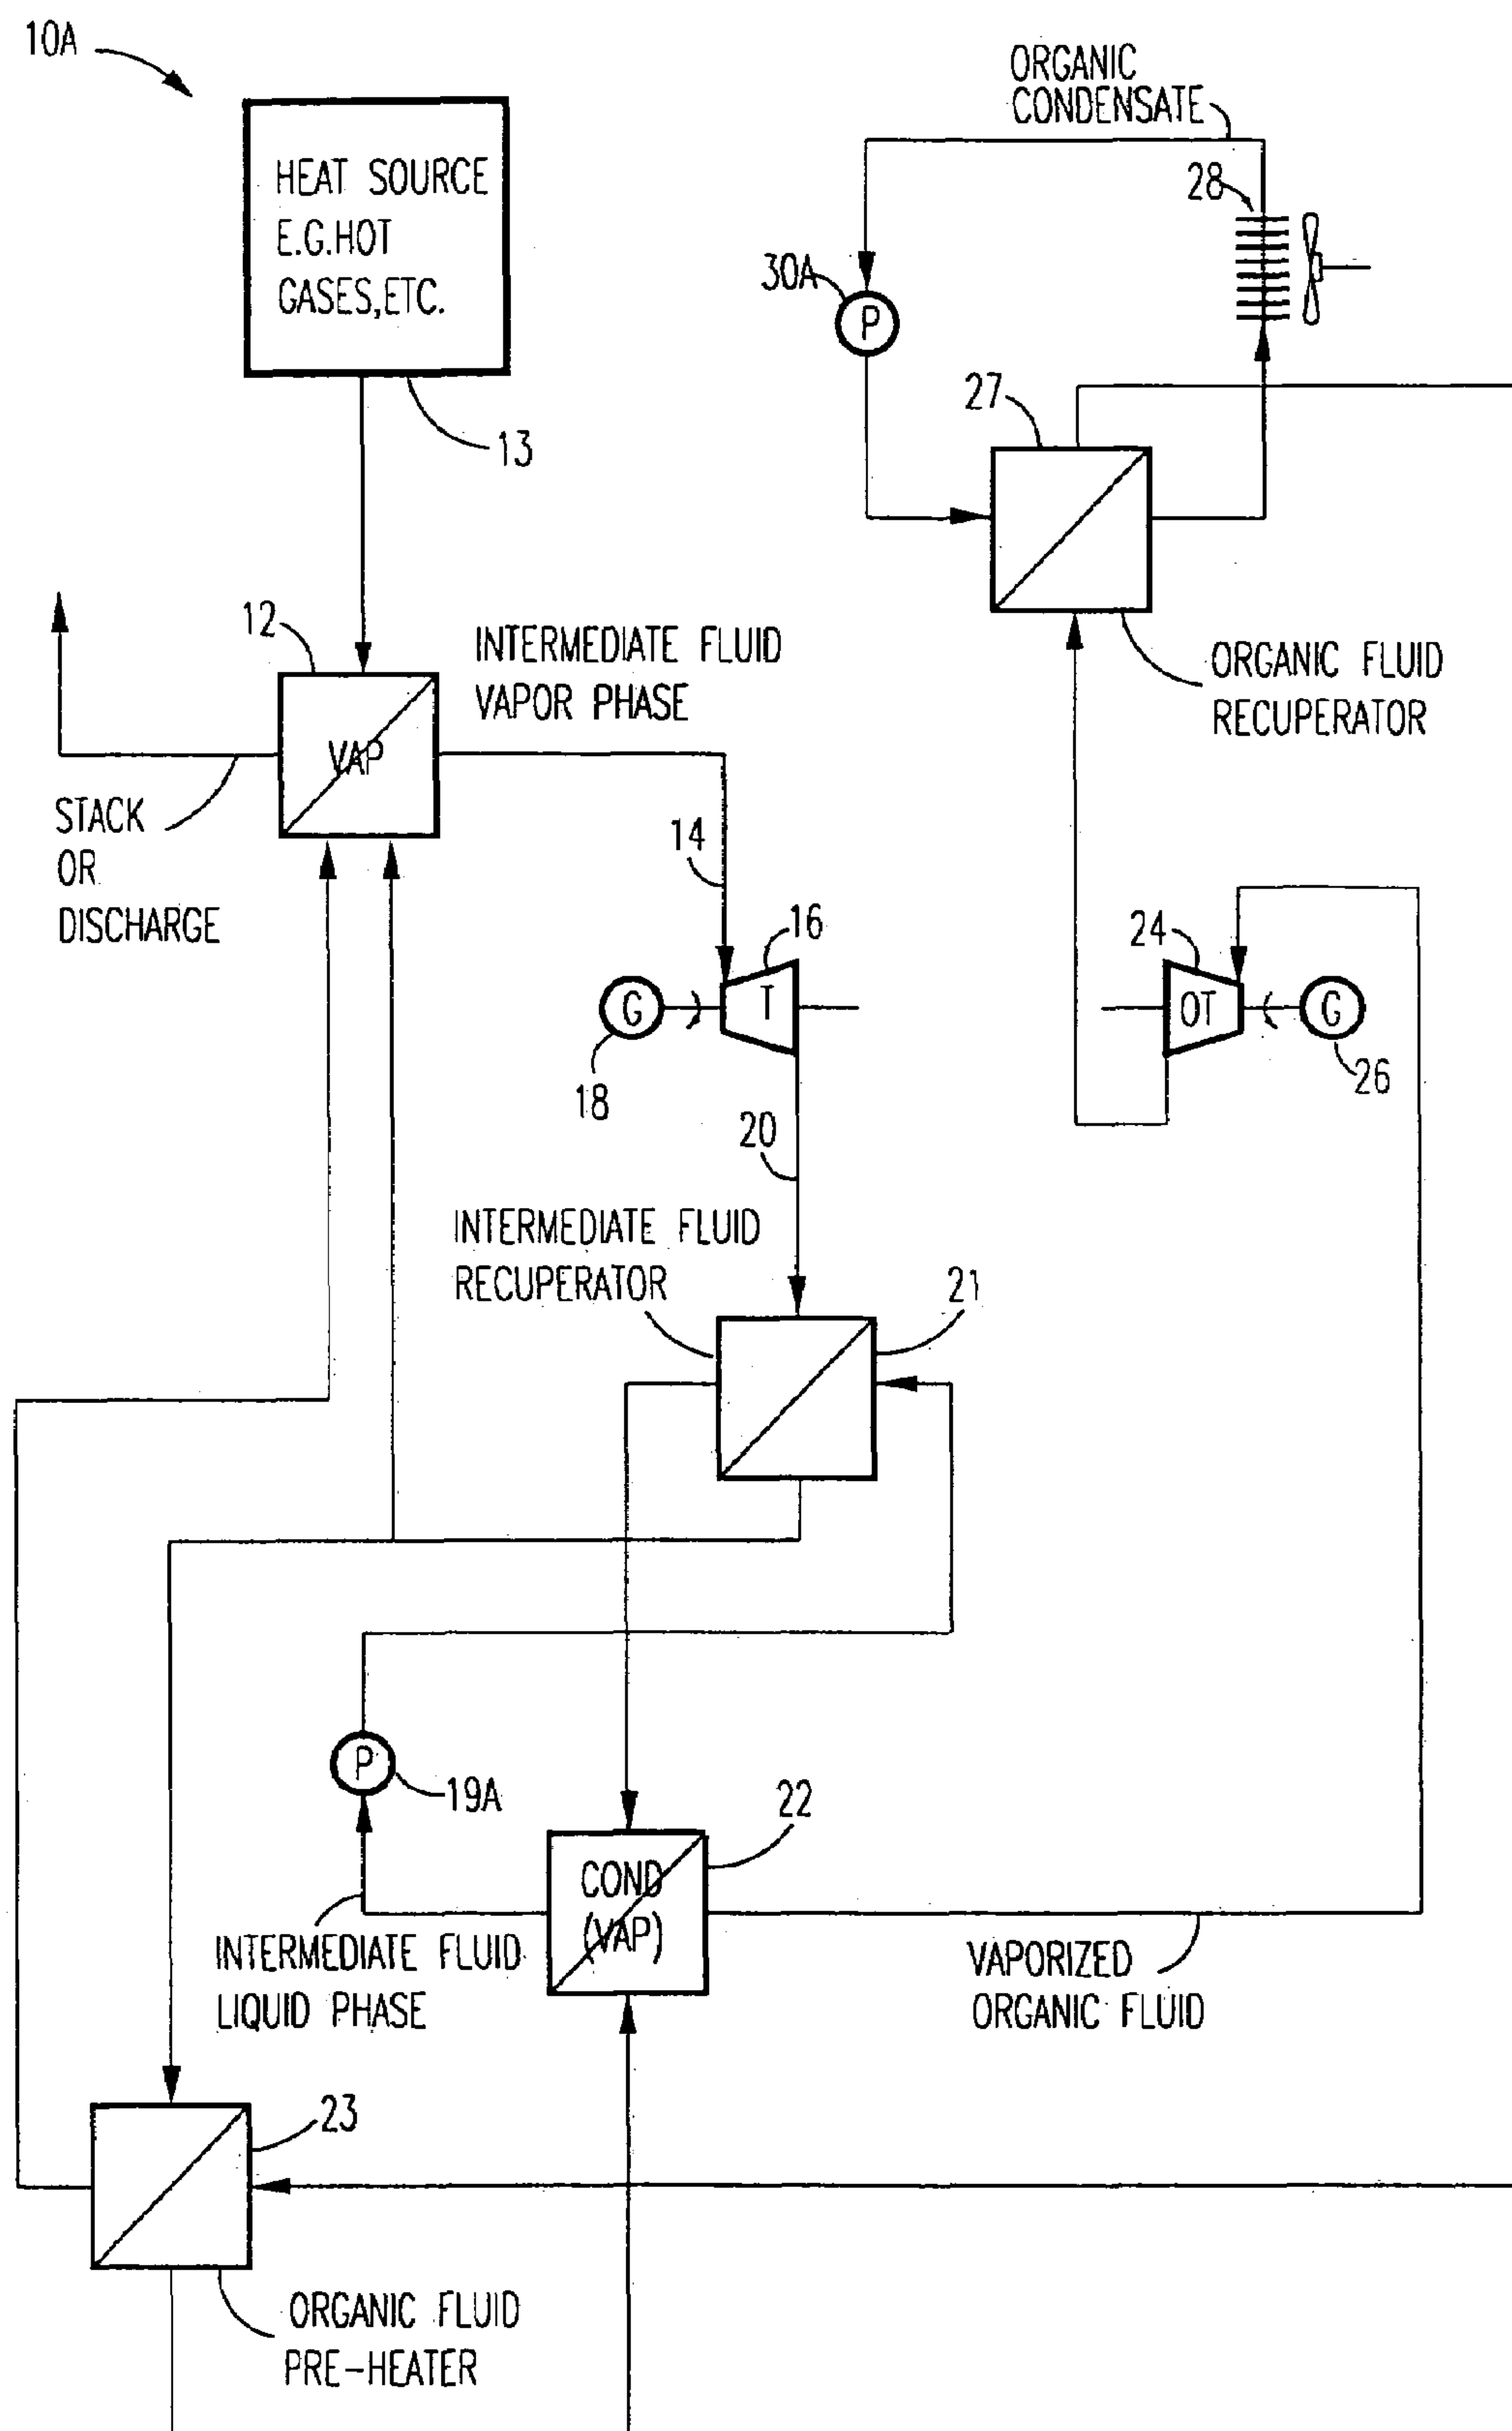 10A
HEAT SOURCE
E.G.HOT
GASES,ETC.
13
ORGANIC
CONDENSATE
28
30A
P
27
ORGANIC FLUID
RECUPERATOR
12
VAP
INTERMEDIATE FLUID
VAPOR PHASE
STACK
OR
DISCHARGE
14
16
G
T
18
20
24
OT
G
26
INTERMEDIATE FLUID
RECUPERATOR
21
P
19A
22
COND
(VAP)
INTERMEDIATE FLUID
LIQUID PHASE
VAPORIZED
ORGANIC FLUID
23
ORGANIC FLUID
PRE-HEATER